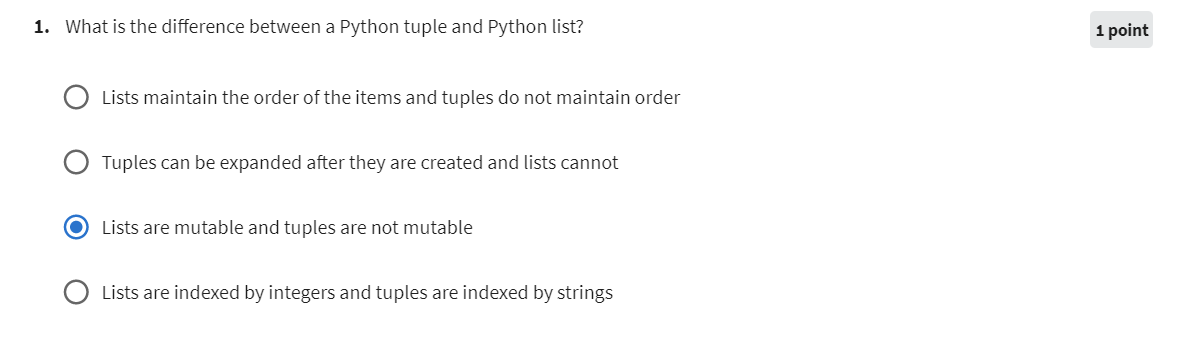 1. What is the difference between a Python tuple and Python list?
1 point
Lists maintain the order of the items and tuples do not maintain order
Tuples can be expanded after they are created and lists cannot
Lists are mutable and tuples are not mutable
Lists are indexed by integers and tuples are indexed by strings